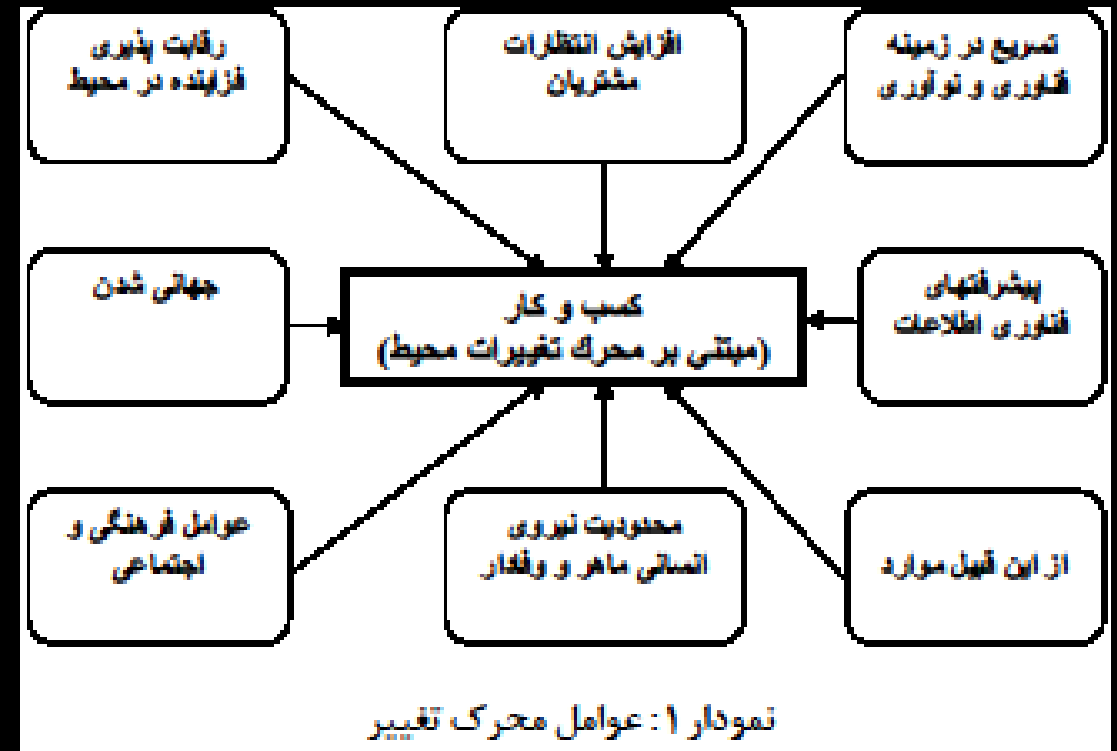 تسریع در زمینه
فناوری و نوآوری
افزایش انتظارات
مشتریان
رقابت پذیری
فزاینده در محیط
پیشرفتهای
فناوری اطلاعات
کسب و کار
(مبتنی بر محرك تغییرات محیط)
جهانی شدن
از این قبیل موارد
محدودیت نیروی
انسانی ماهر و وفادار
عوامل فرهنگی و
اجتماعی
نمودار ۱: عوامل محرک تغییر